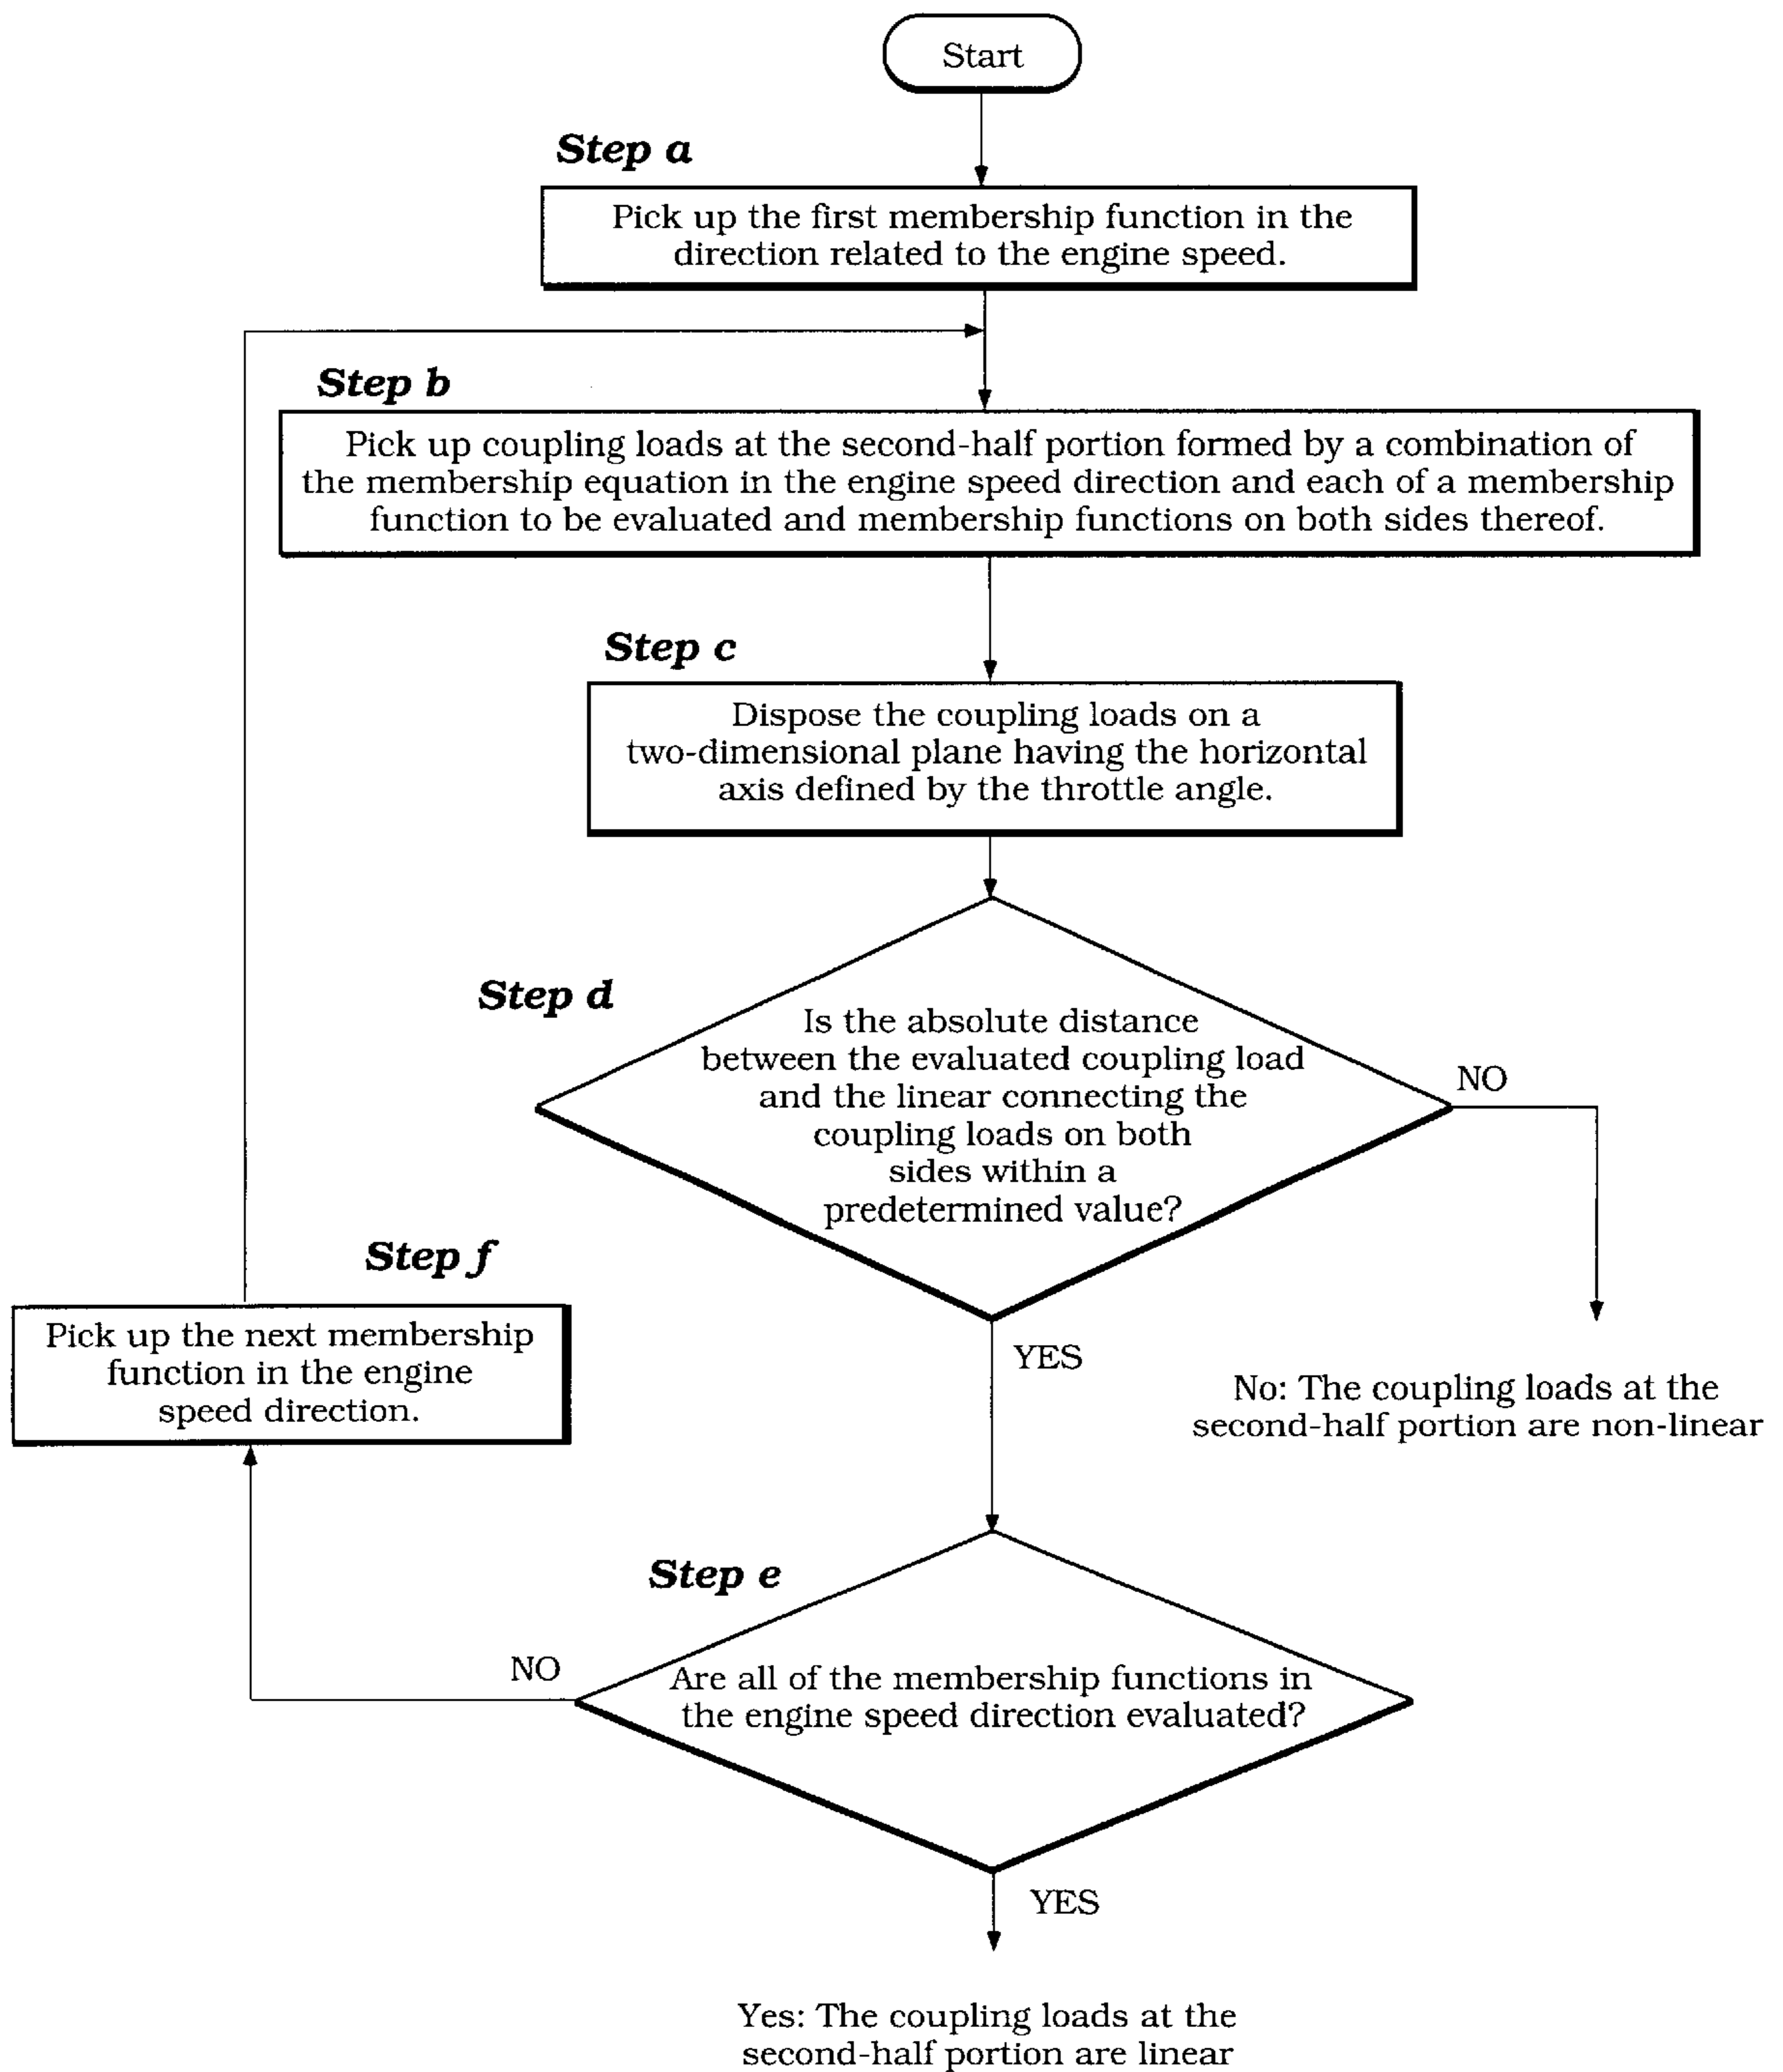 Start
Step a
Pick up the first membership function in the
direction related to the engine speed.
Step b
Pick up coupling loads at the second-half portion formed by a combination of
the membership equation in the engine speed direction and each of a membership
function to be evaluated and membership functions on both sides thereof.
Step c
Dispose the coupling loads on a
two-dimensional plane having the horizontal
axis defined by the throttle angle.
Step d
Is the absolute distance
between the evaluated coupling load
and the linear connecting the
coupling loads on both
sides within a
predetermined value?
NO
YES
No: The coupling loads at the
second-half portion are non-linear
Step f
Pick up the next membership
function in the engine
speed direction.
Step e
Are all of the membership functions in
the engine speed direction evaluated?
NO
YES
Yes: The coupling loads at the
second-half portion are linear